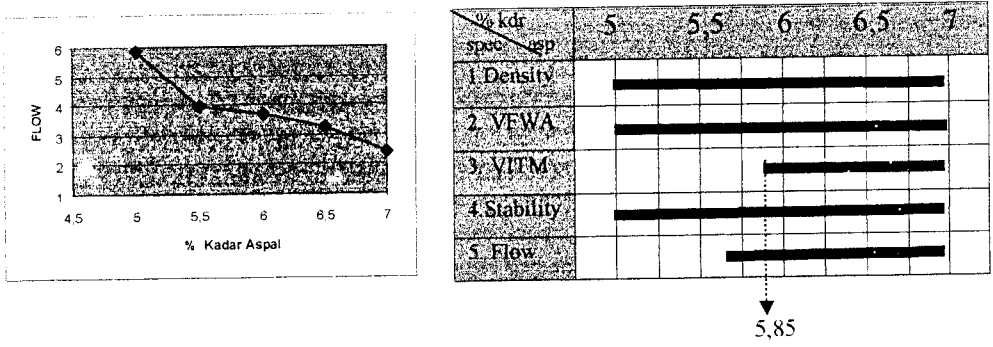 FLOW
6
5
4
3
2
1
4,5 5 5,5 6 6,5 7
% Kadar Aspal
% kdr asp
spec
5 5,5 6 6,5 7
1.Density
2. VFWA
3. VITM
4.Stability
5. Flow
5,85